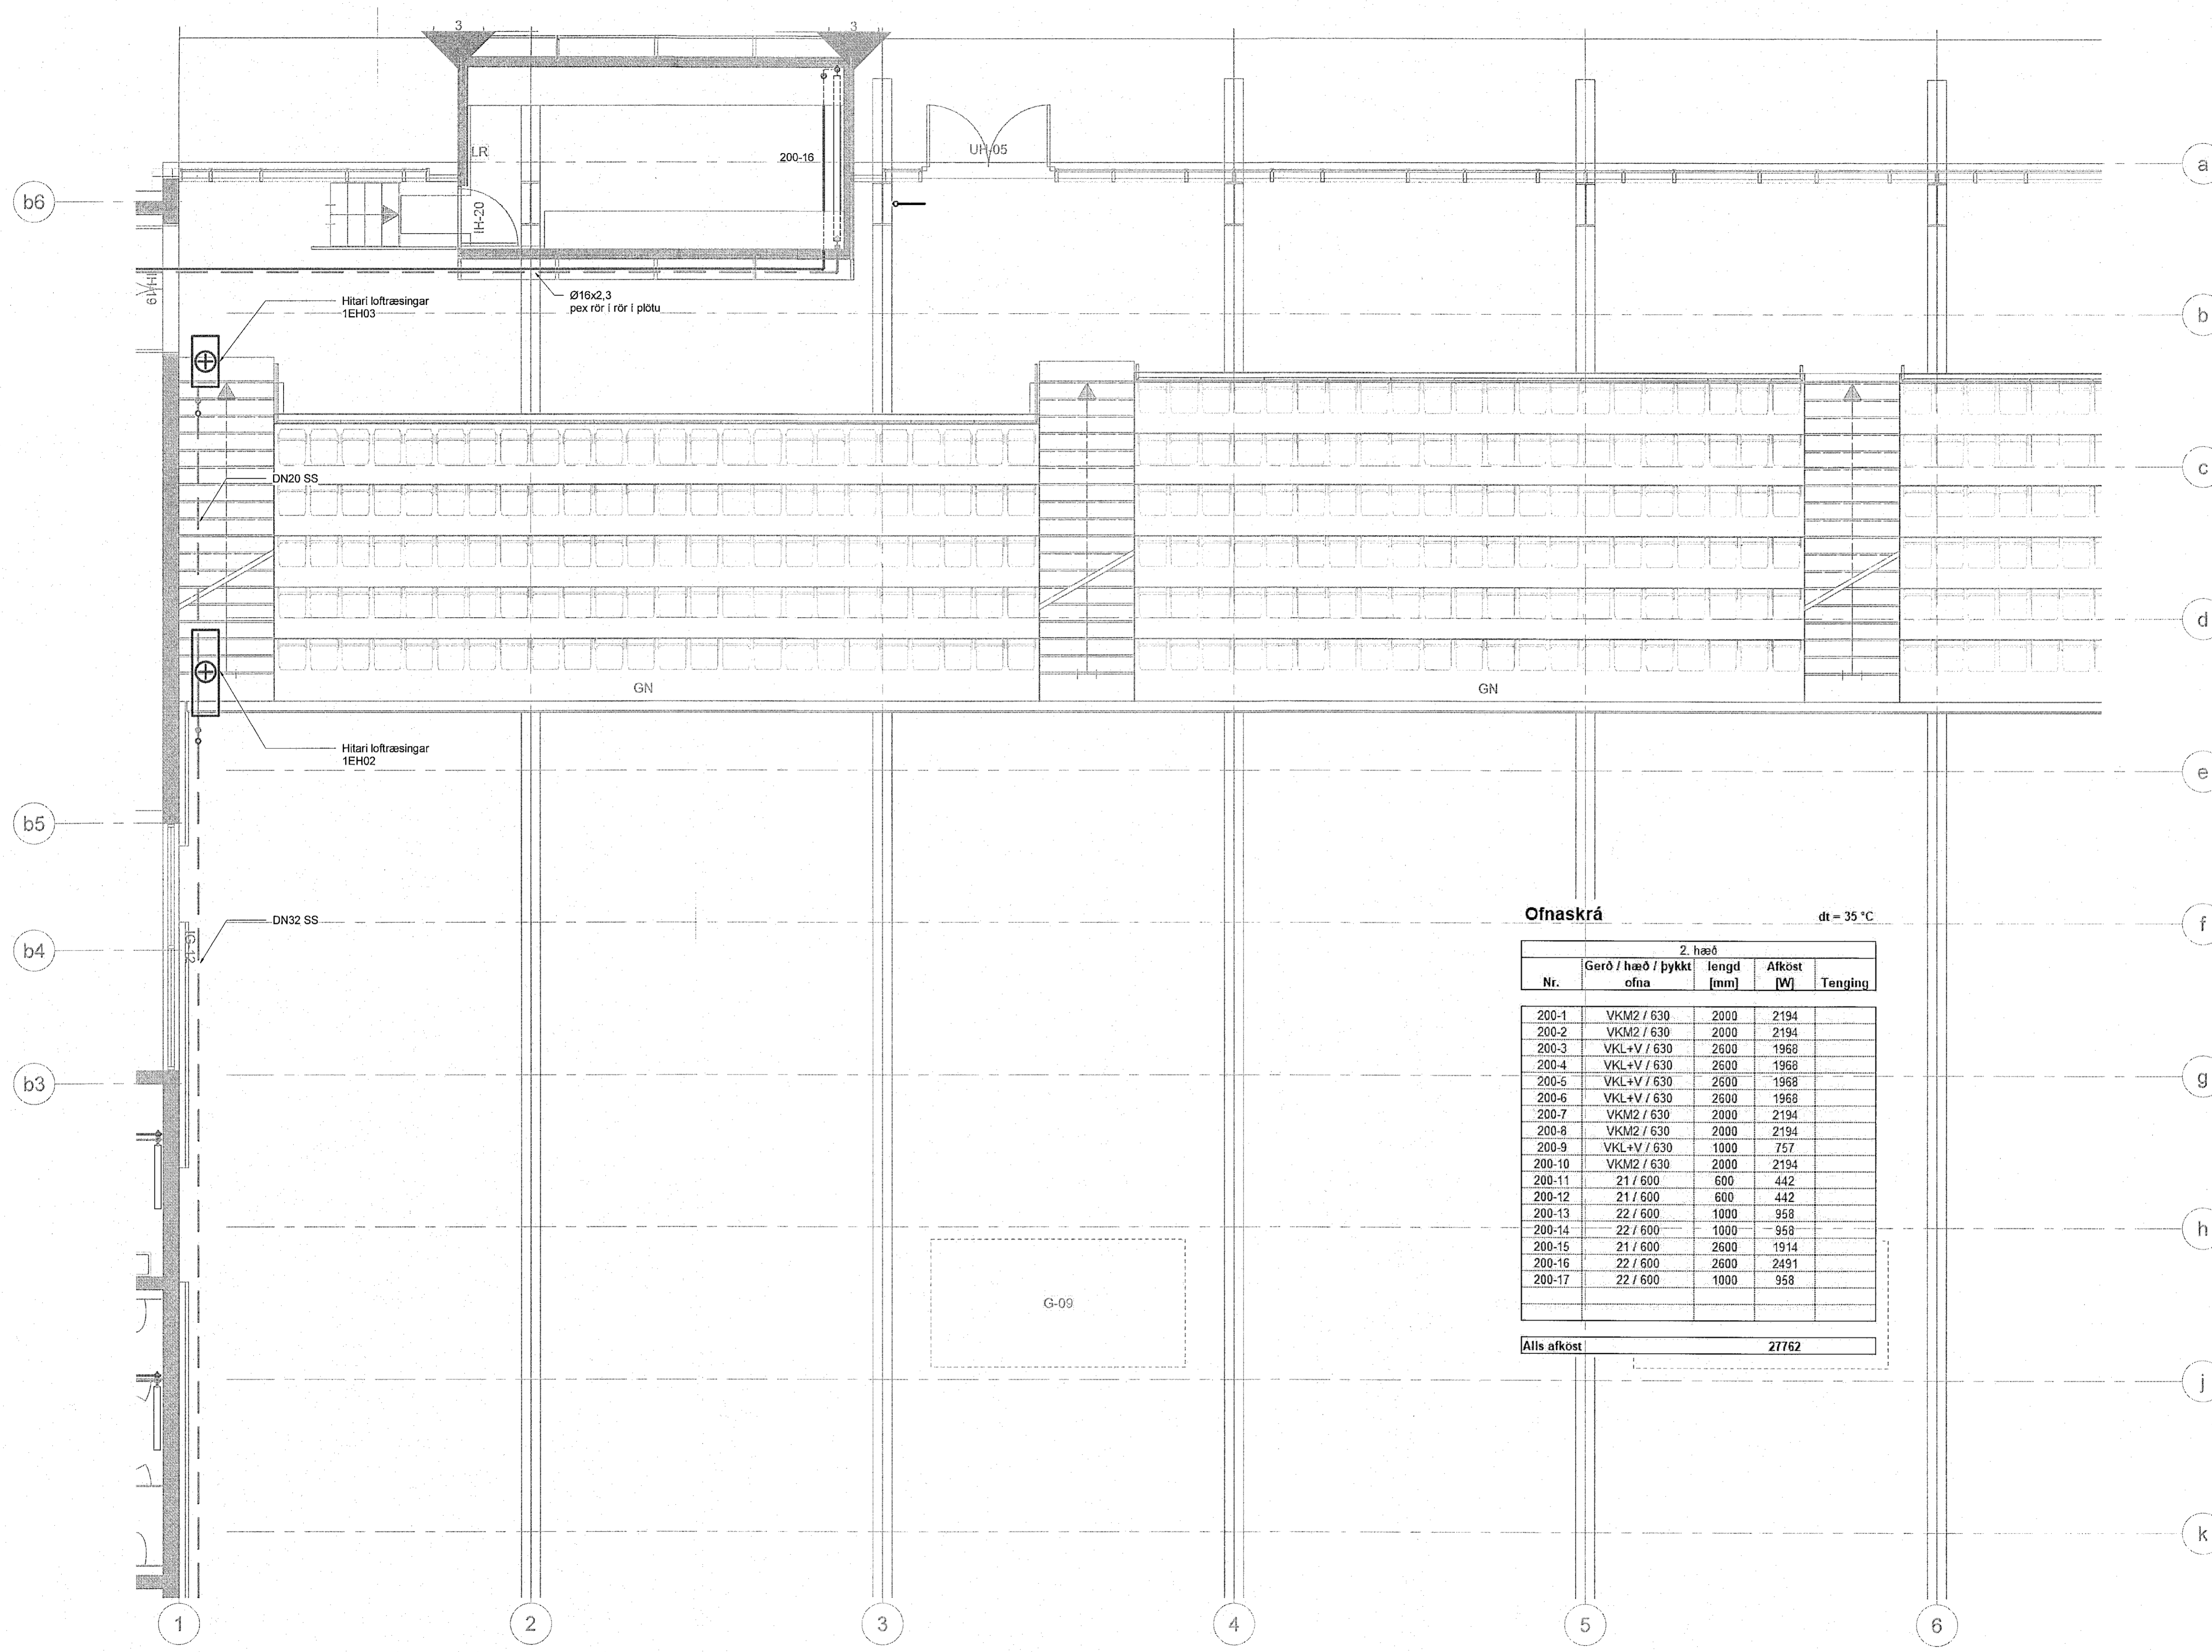 3
3
LR
200-16
UH-05
a
b6
IH-20
IH-19
Hitari loftræsingar
1EH03
Ø16x2,3
pex rör í rör í plötu
b
c
DN20 SS
d
GN
GN
Hitari loftræsingar
1EH02
e
b5
DN32 SS
f
b4
IG-12
Ofnaskrá dt = 35 °C
2. hæð
Gerð / hæð / þykkt lengd Afköst
Nr. ofna [mm] [W] Tenging
200-1 VKM2 / 630 2000 2194
200-2 VKM2 / 630 2000 2194
200-3 VKL+V / 630 2600 1968
200-4 VKL+V / 630 2600 1968
200-5 VKL+V / 630 2600 1968
200-6 VKL+V / 630 2600 1968
200-7 VKM2 / 630 2000 2194
200-8 VKM2 / 630 2000 2194
200-9 VKL+V / 630 1000 757
200-10 VKM2 / 630 2000 2194
200-11 21 / 600 600 442
200-12 21 / 600 600 442
200-13 22 / 600 1000 958
200-14 22 / 600 1000 958
200-15 21 / 600 2600 1914
200-16 22 / 600 2600 2491
200-17 22 / 600 1000 958
Alls afköst 27762
b3
g
h
G-09
j
k
1
2
3
4
5
6